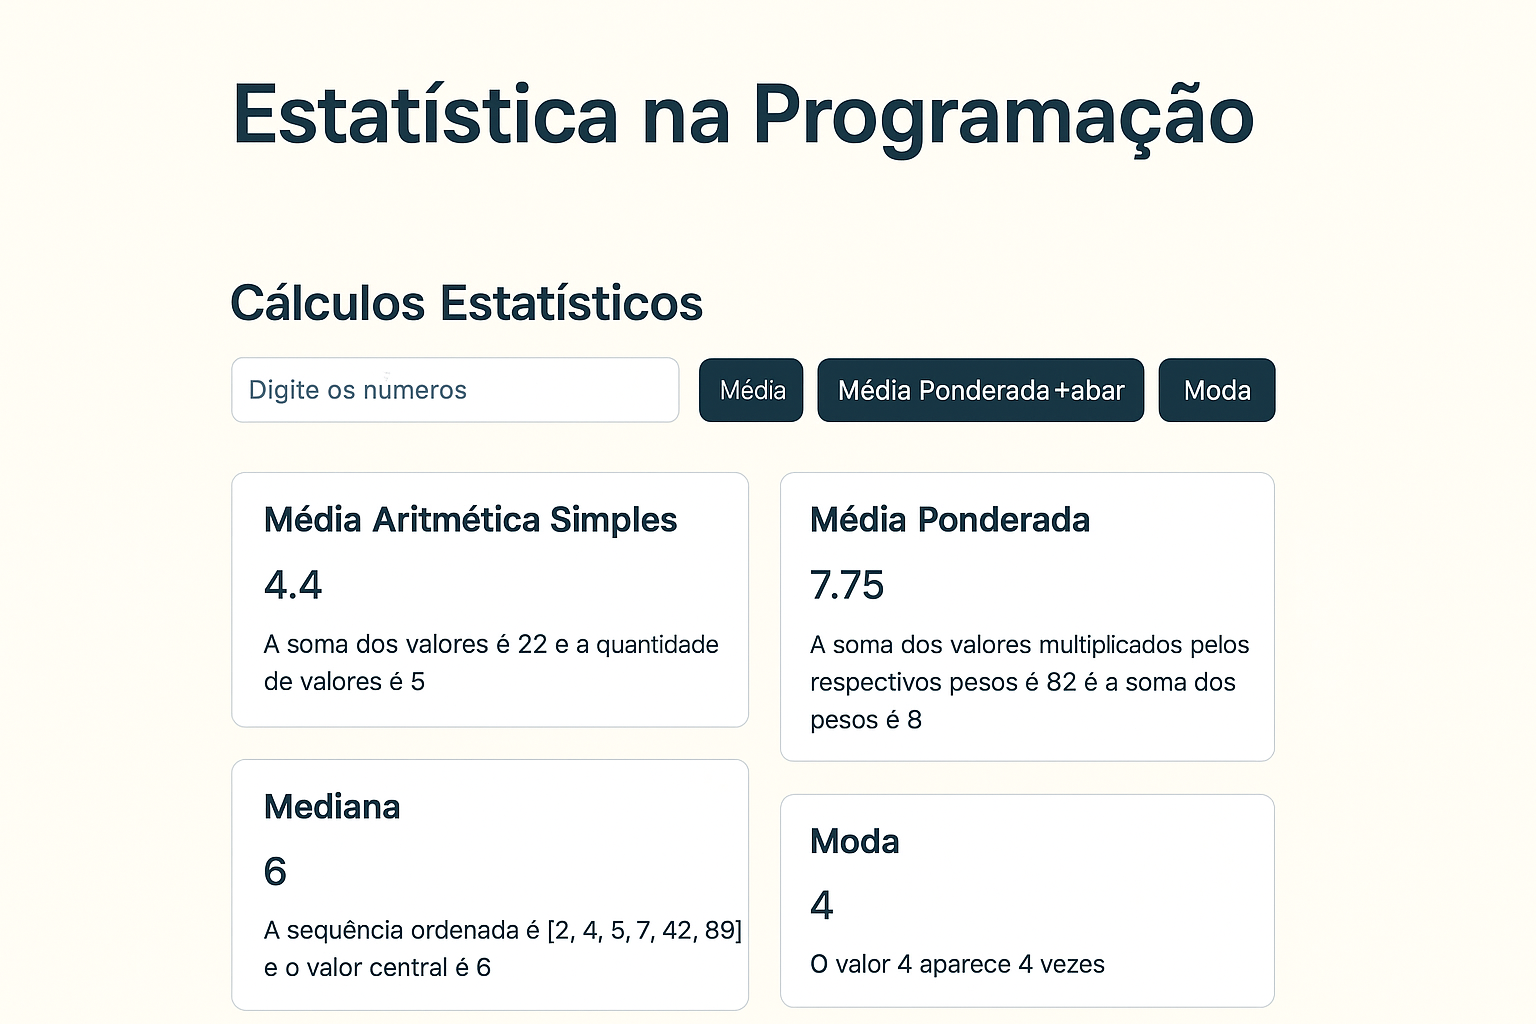 Estatística na Programação
Cálculos Estatísticos
Digite os números
Média
Média Ponderada+abar
Moda
Média Aritmética Simples
4.4
A soma dos valores é 22 e a quantidade
de valores é 5
Média Ponderada
7.75
A soma dos valores multiplicados pelos
respectivos pesos é 82 é a soma dos
pesos é 8
Mediana
6
A sequência ordenada é [2, 4, 5, 7, 42, 89]
e o valor central é 6
Moda
4
O valor 4 aparece 4 vezes